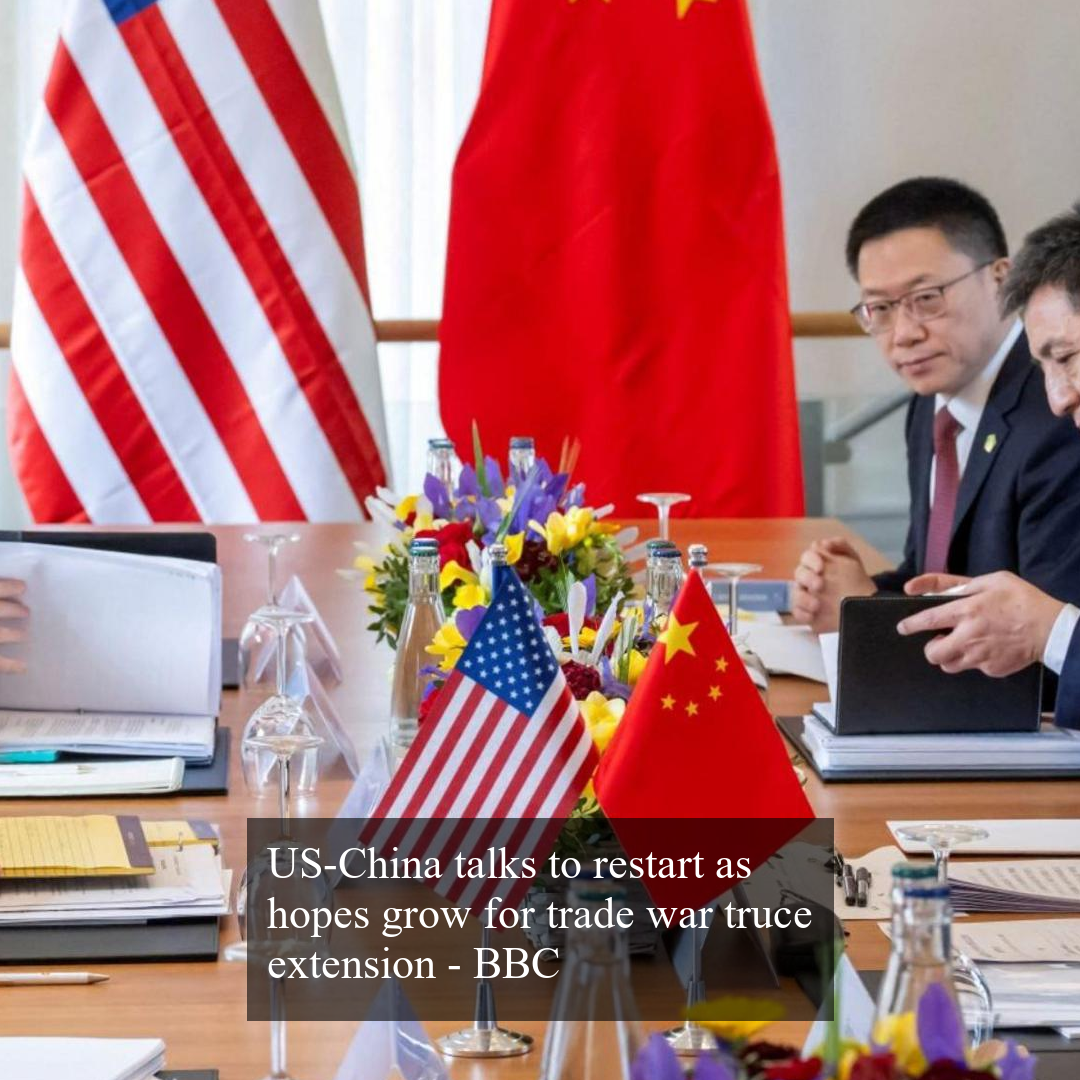 US-China talks to restart as
hopes grow for trade war truce
extension - BBC